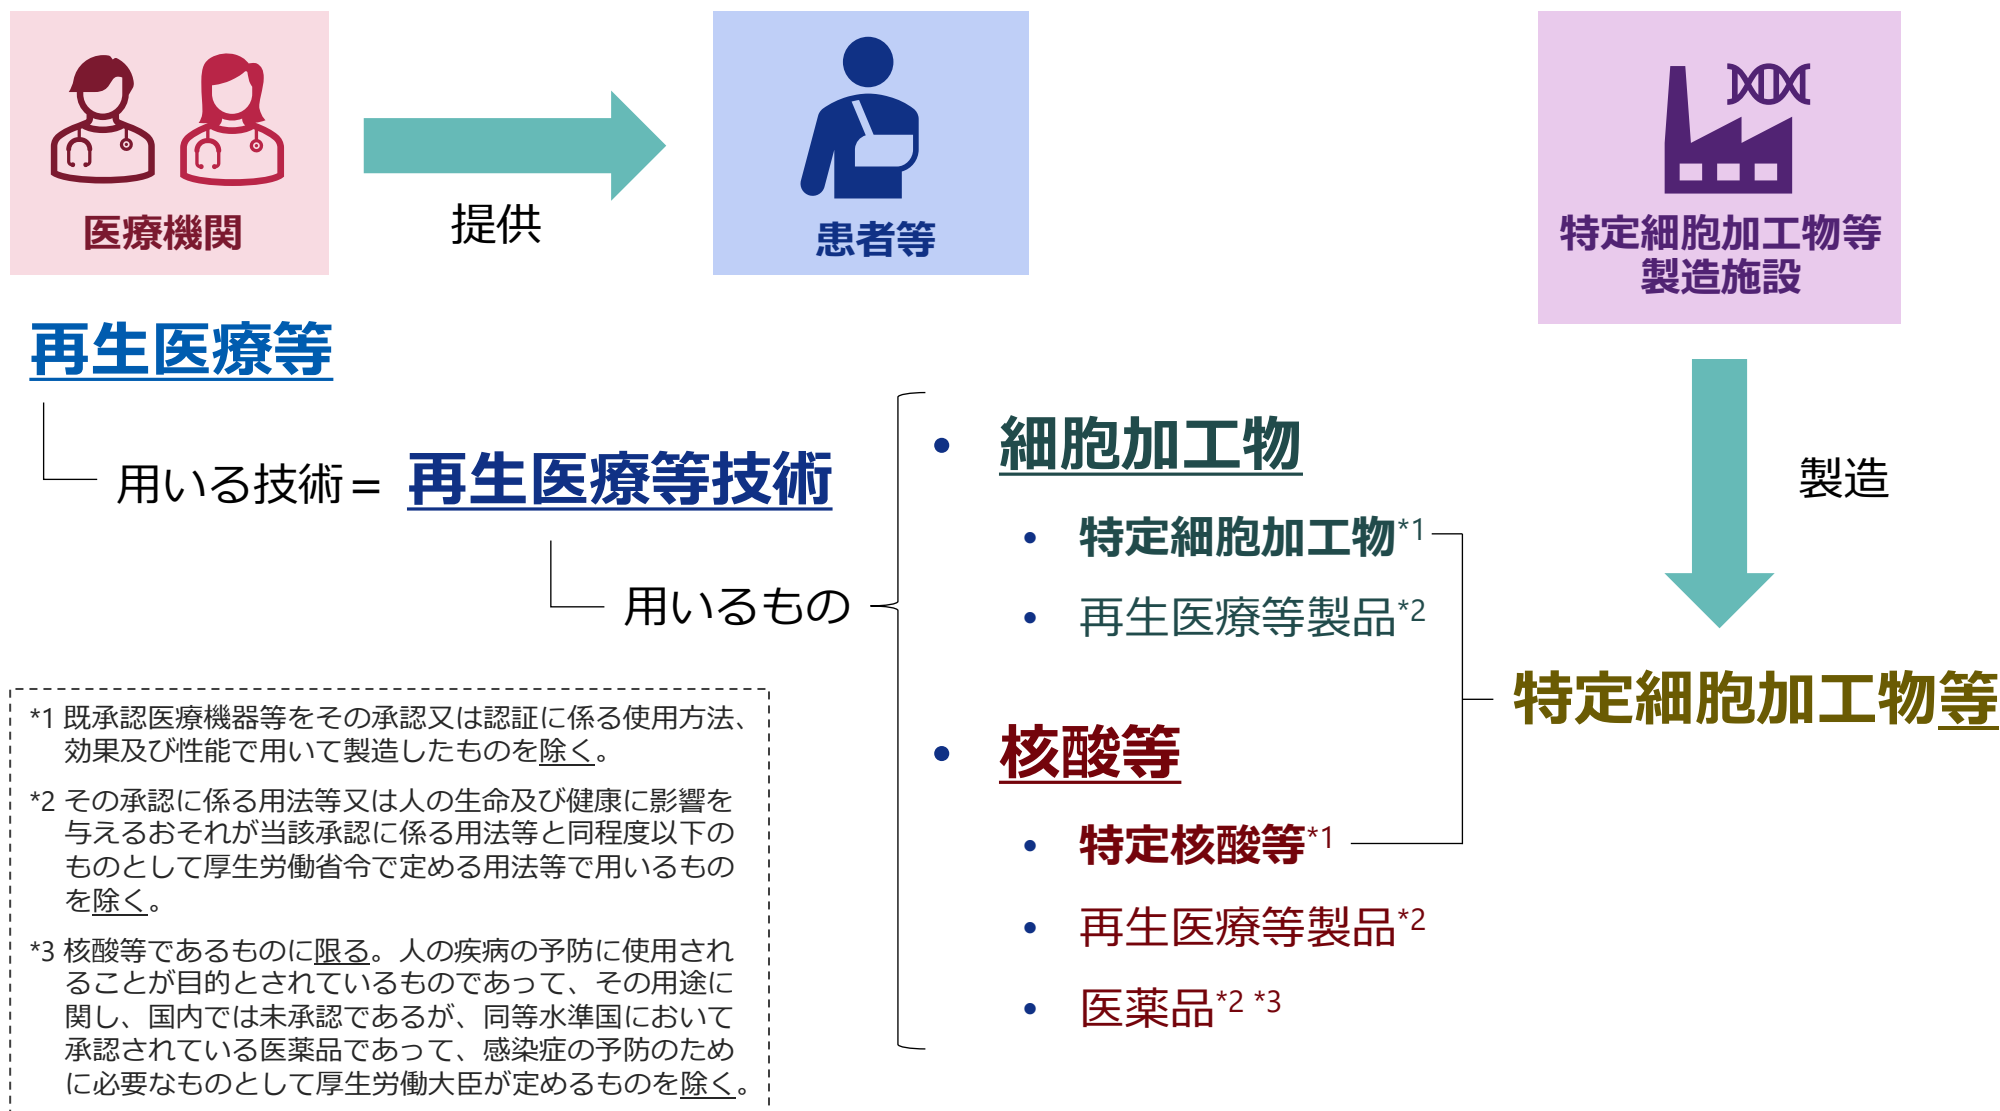 医療機関
提供
患者等
特定細胞加工物等
製造施設
再生医療等
用いる技術= 再生医療等技術
用いるもの
• 細胞加工物
• 特定細胞加工物*1
• 再生医療等製品*2
• 核酸等
• 特定核酸等*1
• 再生医療等製品*2
• 医薬品*2 *3
製造
特定細胞加工物等
*1 既承認医療機器等をその承認又は認証に係る使用方法、
効果及び性能で用いて製造したものを除く。
*2 その承認に係る用法等又は人の生命及び健康に影響を
与えるおそれが当該承認に係る用法等と同程度以下の
ものとして厚生労働省令で定める用法等で用いるもの
を除く。
*3 核酸等であるものに限る。人の疾病の予防に使用され
ることが目的とされているものであって、その用途に
関し、国内では未承認であるが、同等水準国において
承認されている医薬品であって、感染症の予防のため
に必要なものとして厚生労働大臣が定めるものを除く。